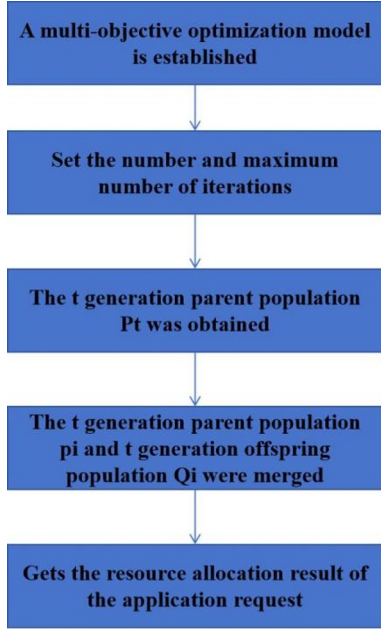 A multi-objective optimization model
is established
Set the number and maximum
number of iterations
The t generation parent population
Pt was obtained
The t generation parent population
pi and t generation offspring
population Qi were merged
Gets the resource allocation result of
the application request